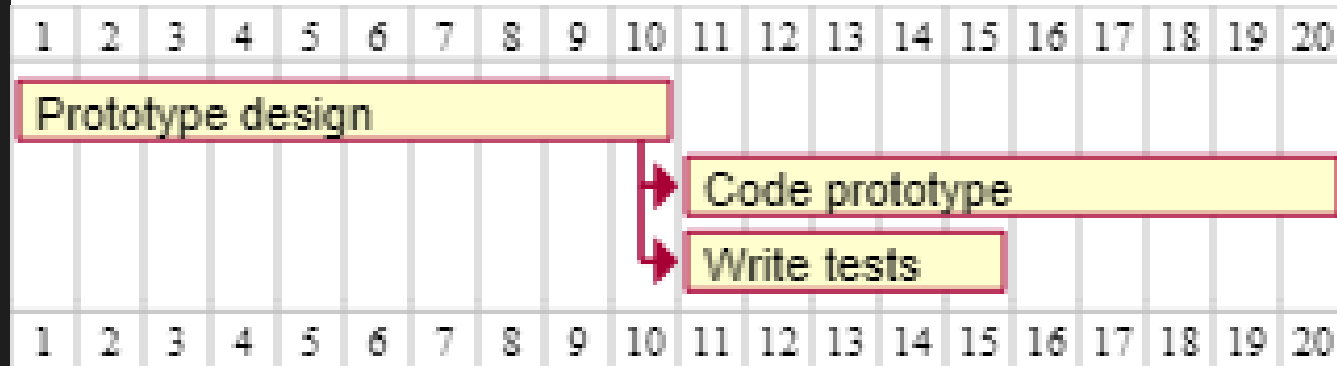 1 2 3 4 5 6 7 8 9 10 11 12 13 14 15 16 17 18 19 20
Prototype design
Code prototype
Write tests
1 2 3 4 5 6 7 8 9 10 11 12 13 14 15 16 17 18 19 20